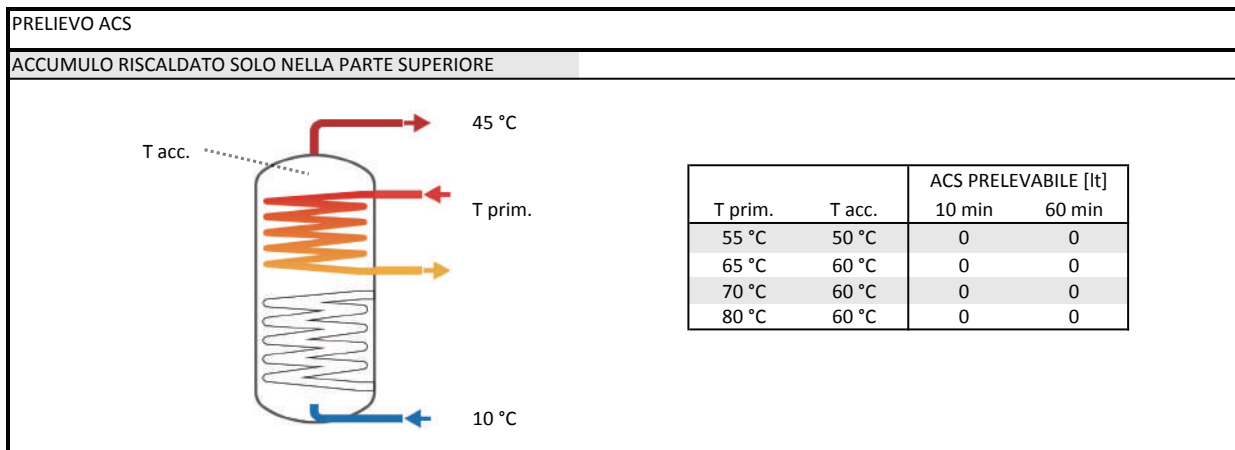 PRELIEVO ACS
ACCUMULO RISCALDATO SOLO NELLA PARTE SUPERIORE
45 °C
T acc.
T prim.
10 °C
ACS PRELEVABILE [lt]
T prim. T acc. 10 min 60 min
55 °C 50 °C 0 0
65 °C 60 °C 0 0
70 °C 60 °C 0 0
80 °C 60 °C 0 0